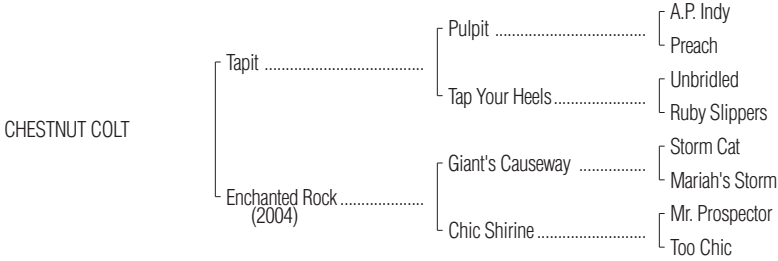 A.P. Indy
Pulpit ....................................
Preach
Tapit ......................................
Unbridled
Tap Your Heels......................
Ruby Slippers
CHESTNUT COLT
Storm Cat
Giant's Causeway ................
Mariah's Storm
Enchanted Rock ....................
(2004)
Mr. Prospector
Chic Shirine..........................
Too Chic